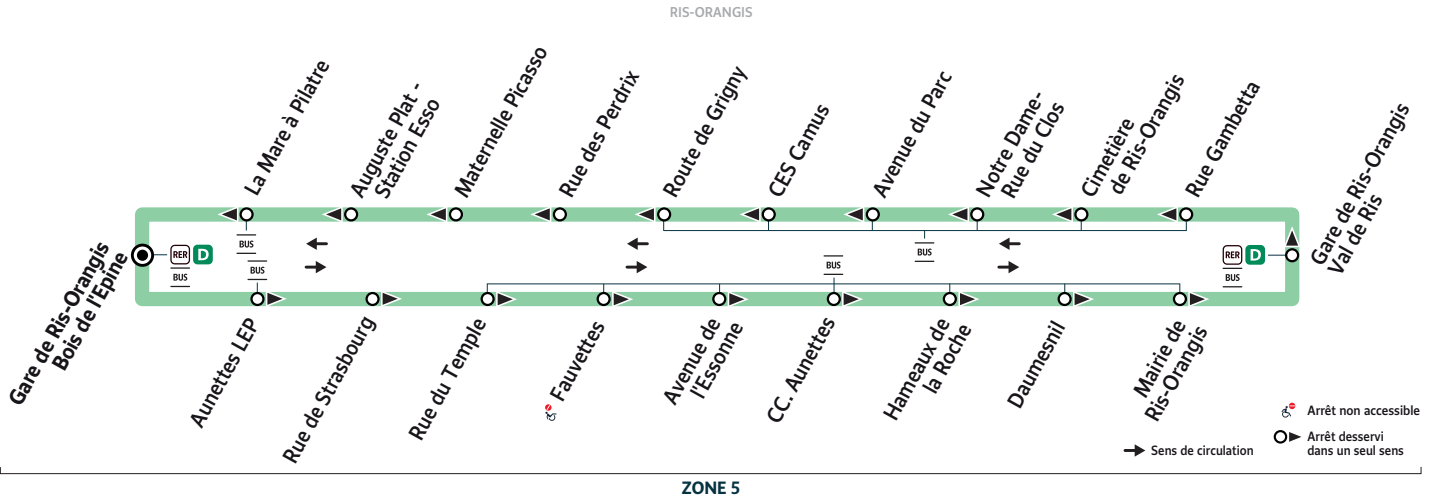 RIS-ORANGIS
La Mare à Pilatre
Auguste Plat -
Station Esso
Maternelle Picasso
Rue des Perdrix
Route de Grigny
CES Camus
Avenue du Parc
Notre Dame-
Rue du Clos
Cimetière
de Ris-Orangis
Rue Gambetta
Gare de Ris-Orangis
Val de Ris
BUS
BUS
RER D
BUS
BUS
BUS
RER D
BUS
Gare de Ris-Orangis
Bois de l'Epine
Aunettes LEP
Rue de Strasbourg
Rue du Temple
Fauvettes
Avenue de
l'Essonne
CC. Aunettes
Hameaux de
la Roche
Daumesnil
Mairie de
Ris-Orangis
Arrêt non accessible
Sens de circulation
Arrêt desservi
dans un seul sens
ZONE 5